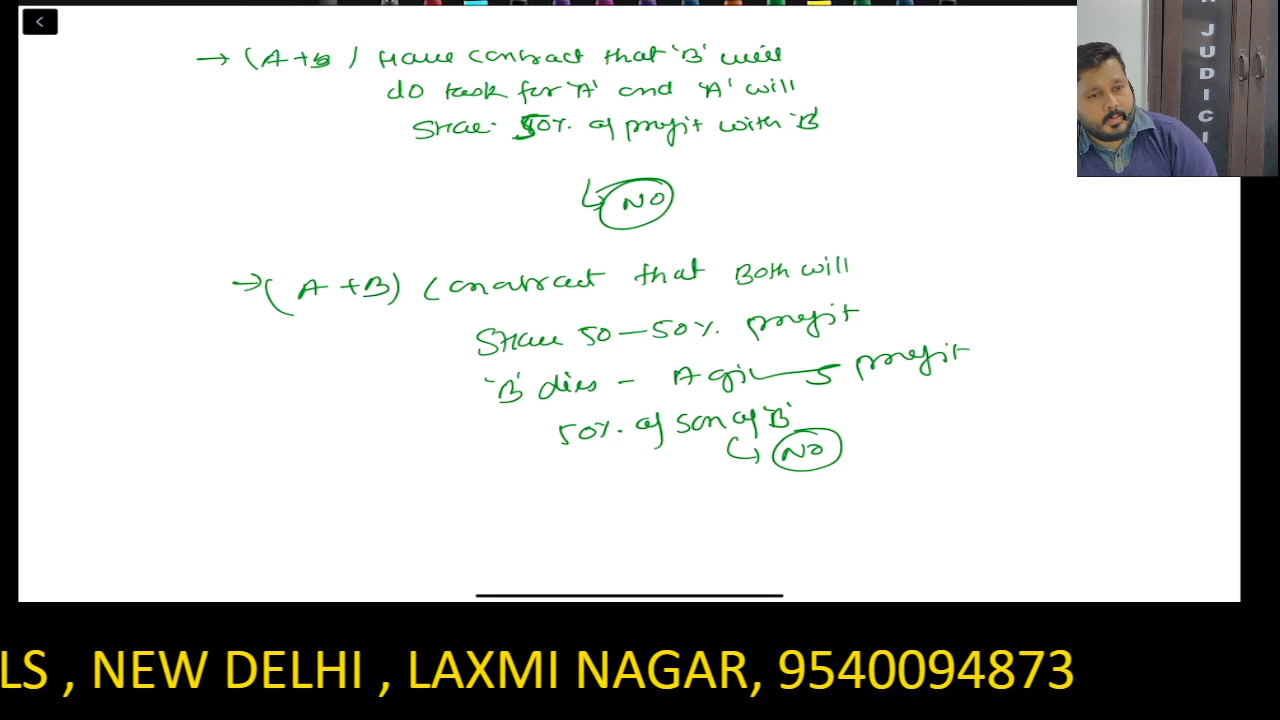 → (A+B) Have contract that 'B' will
do task for 'A' and 'A' will
Share 50% of profit with 'B'
↳ NO
→ (A+B) Contract that Both will
Share 50–50% profit
'B' dies – A gives profit
50% of son of 'B'
↳ NO
JUDICI
LS , NEW DELHI , LAXMI NAGAR, 9540094873